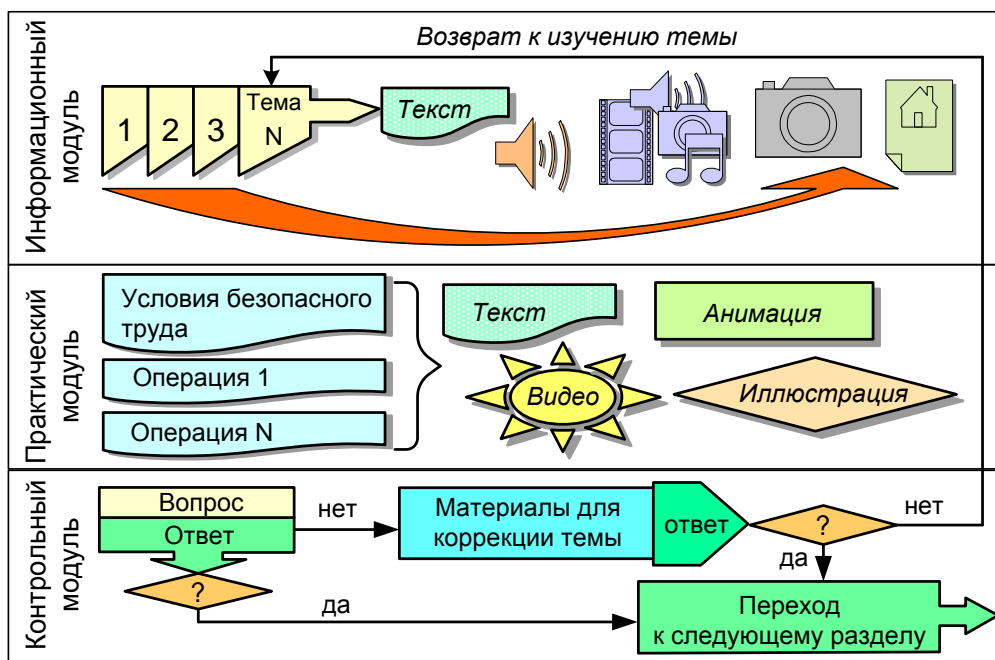 Информационный
модуль
Возврат к изучению темы
1
2
3
Тема
N
Текст
Практический
модуль
Условия безопасного
труда
Операция 1
Операция N
Текст
Анимация
Видео
Иллюстрация
Контрольный
модуль
Вопрос
Ответ
?
нет
да
Материалы для
коррекции темы
ответ
?
нет
да
Переход
к следующему разделу